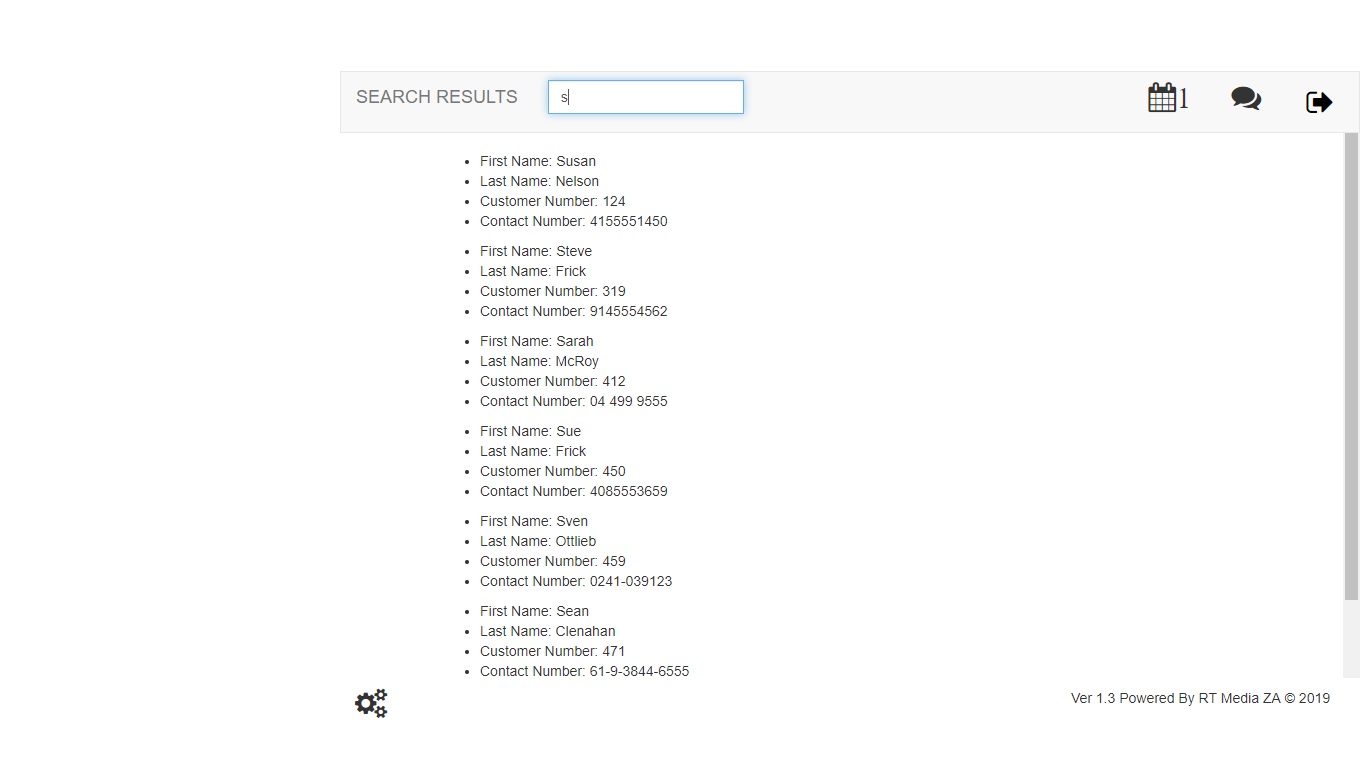 SEARCH RESULTS s 1
First Name: Susan
Last Name: Nelson
Customer Number: 124
Contact Number: 4155551450
First Name: Steve
Last Name: Frick
Customer Number: 319
Contact Number: 9145554562
First Name: Sarah
Last Name: McRoy
Customer Number: 412
Contact Number: 04 499 9555
First Name: Sue
Last Name: Frick
Customer Number: 450
Contact Number: 4085553659
First Name: Sven
Last Name: Ottlieb
Customer Number: 459
Contact Number: 0241-039123
First Name: Sean
Last Name: Clenahan
Customer Number: 471
Contact Number: 61-9-3844-6555
Ver 1.3 Powered By RT Media ZA © 2019